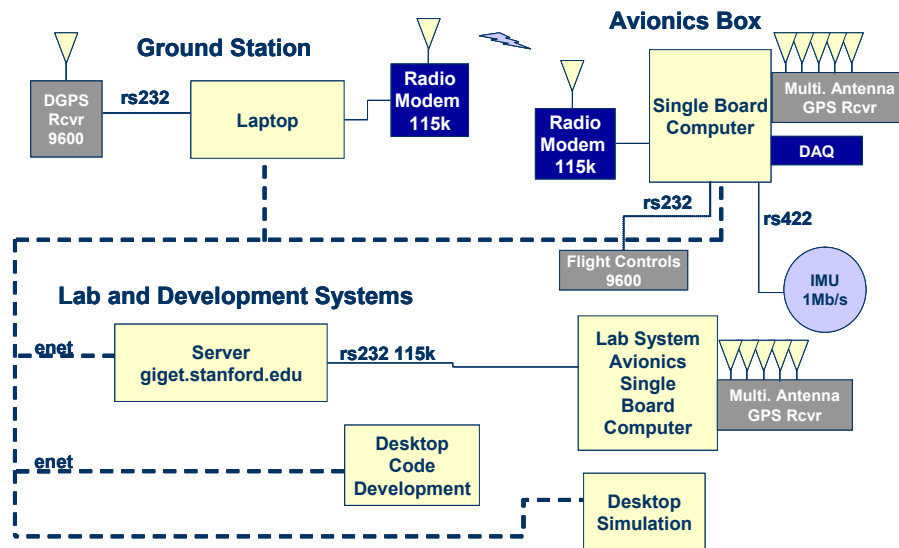 Ground Station
Avionics Box
DGPS
Rcvr
9600
rs232
Laptop
Radio
Modem
115k
Radio
Modem
115k
Single Board
Computer
Multi. Antenna
GPS Rcvr
DAQ
rs232
rs422
Flight Controls
9600
IMU
1Mb/s
Lab and Development Systems
enet
Server
giget.stanford.edu
rs232 115k
Lab System
Avionics
Single
Board
Computer
Multi. Antenna
GPS Rcvr
enet
Desktop
Code
Development
Desktop
Simulation